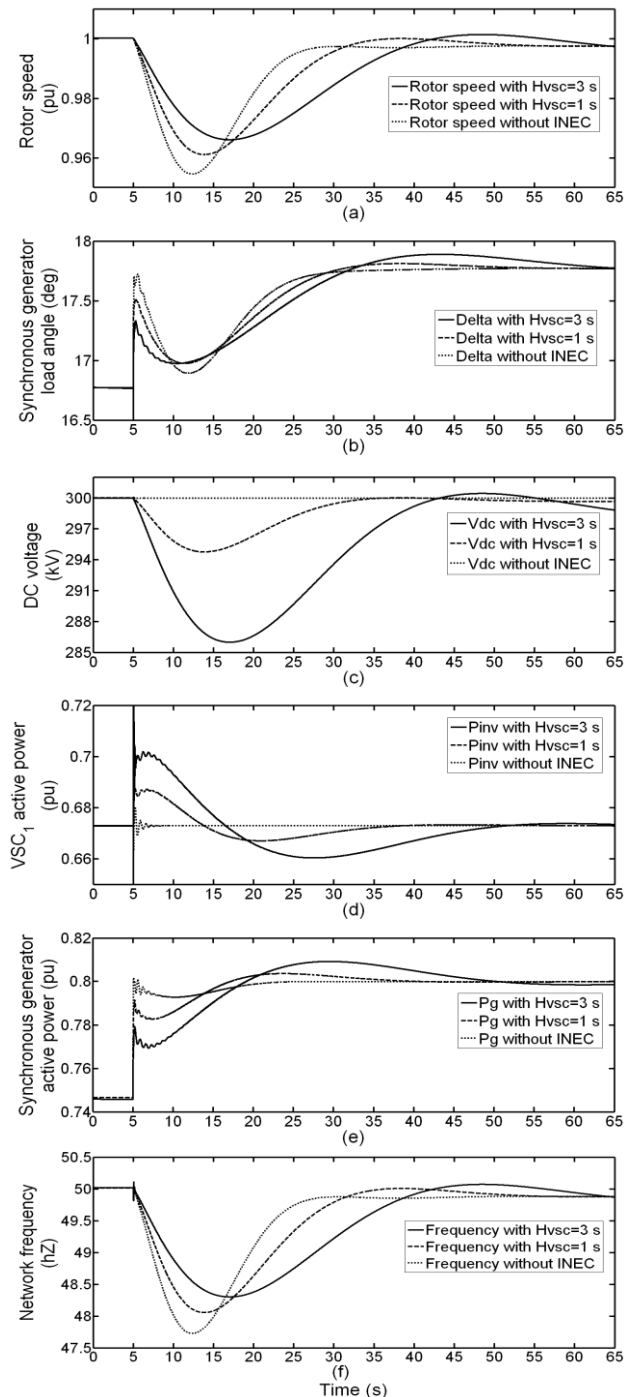 Rotor speed
(pu)
1
0.98
0.96
Rotor speed with Hvsc=3 s
Rotor speed with Hvsc=1 s
Rotor speed without INEC
0 5 10 15 20 25 30 35 40 45 50 55 60 65
(a)
Synchronous generator
load angle (deg)
18
17.5
17
16.5
Delta with Hvsc=3 s
Delta with Hvsc=1 s
Delta without INEC
0 5 10 15 20 25 30 35 40 45 50 55 60 65
(b)
DC voltage
(kV)
300
297
294
291
288
285
Vdc with Hvsc=3 s
Vdc with Hvsc=1 s
Vdc without INEC
0 5 10 15 20 25 30 35 40 45 50 55 60 65
(c)
VSC1 active power
(pu)
0.72
0.7
0.68
0.66
Pinv with Hvsc=3 s
Pinv with Hvsc=1 s
Pinv without INEC
0 5 10 15 20 25 30 35 40 45 50 55 60 65
(d)
Synchronous generator
active power (pu)
0.82
0.8
0.78
0.76
0.74
Pg with Hvsc=3 s
Pg with Hvsc=1 s
Pg without INEC
0 5 10 15 20 25 30 35 40 45 50 55 60 65
(e)
Network frequency
(hZ)
50.5
50
49.5
49
48.5
48
47.5
Frequency with Hvsc=3 s
Frequency with Hvsc=1 s
Frequency without INEC
0 5 10 15 20 25 30 35 40 45 50 55 60 65
(f)
Time (s)